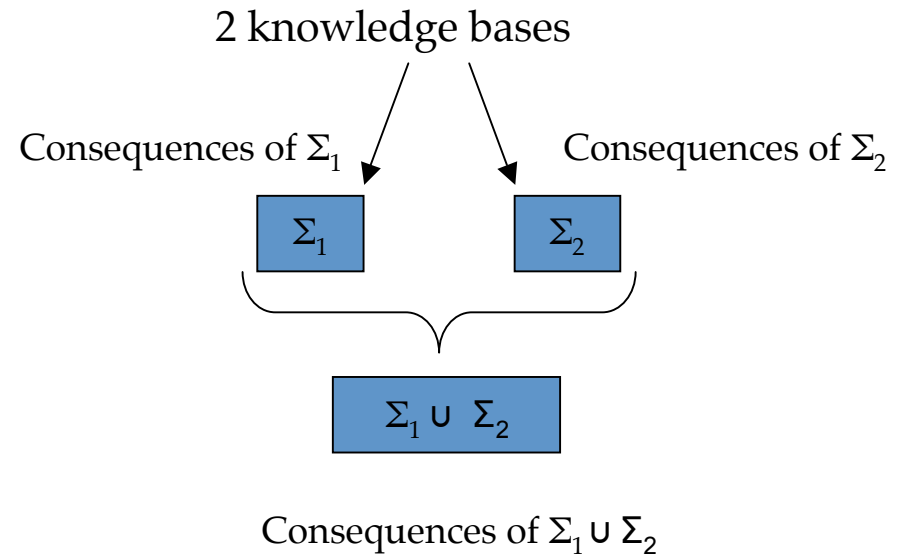 2 knowledge bases
Consequences of Σ₁
Consequences of Σ₂
Σ₁
Σ₂
Σ₁ ∪ Σ₂
Consequences of Σ₁ ∪ Σ₂